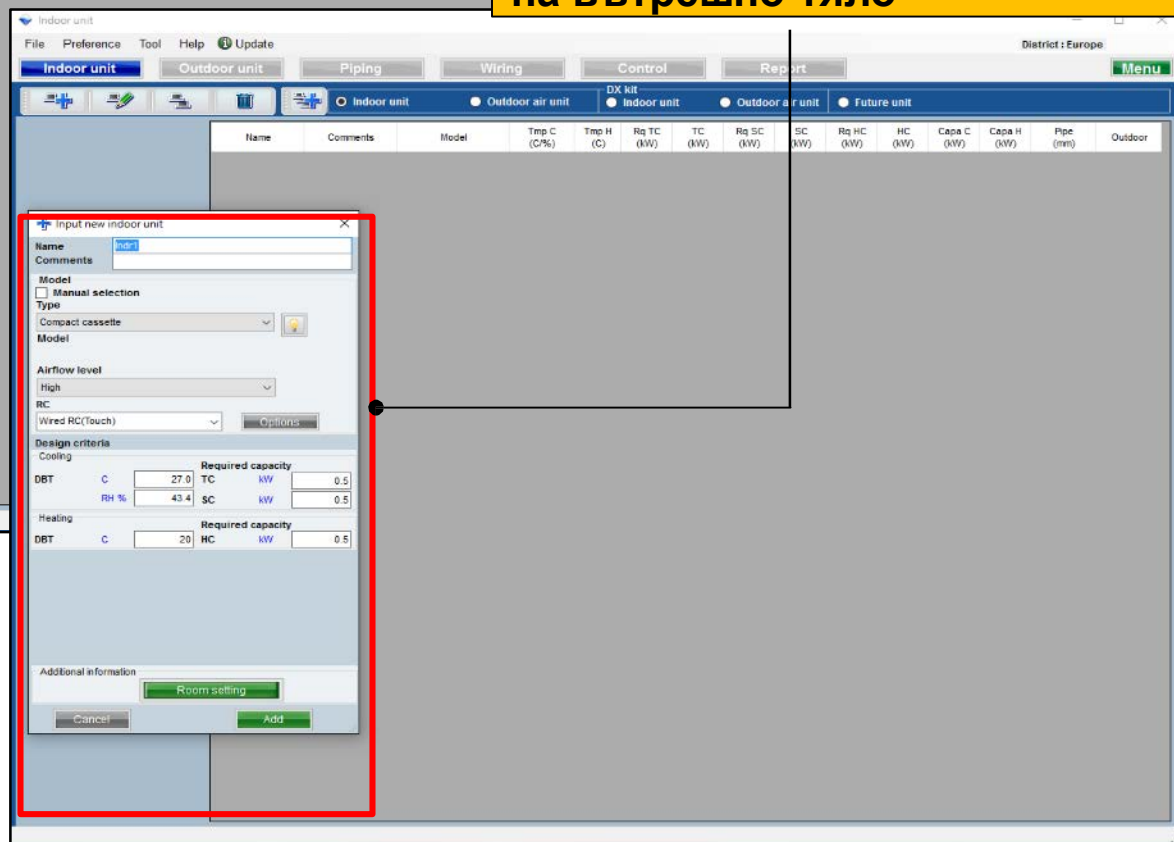 на вътрешно тяло
Indoor unit
File Preference Tool Help Update District : Europe
Indoor unit Outdoor unit Piping Wiring Control Report Menu
DX kit
Indoor unit Outdoor air unit Indoor unit Outdoor air unit Future unit
Name Comments Model Tmp C (C/%) Tmp H (C) Rq TC (kW) TC (kW) Rq SC (kW) SC (kW) Rq HC (kW) HC (kW) Capa C (kW) Capa H (kW) Pipe (mm) Outdoor
Input new indoor unit
Name Indr1
Comments
Model
Manual selection
Type
Compact cassette
Model
Airflow level
High
RC
Wired RC(Touch) Options
Design criteria
Cooling
Required capacity
DBT C 27.0 TC kW 0.5
RH % 43.4 SC kW 0.5
Heating
Required capacity
DBT C 20 HC kW 0.5
Additional information
Room setting
Cancel Add